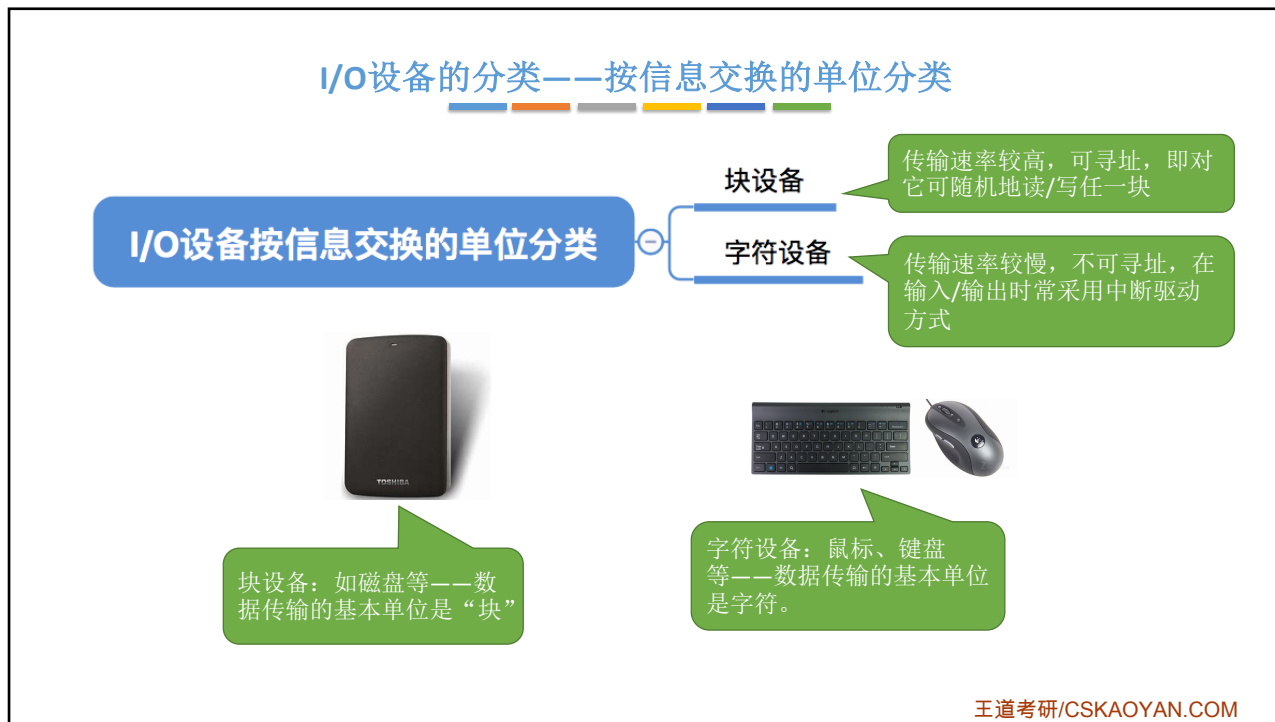 I/O设备的分类——按信息交换的单位分类
I/O设备按信息交换的单位分类
块设备
传输速率较高，可寻址，即对
它可随机地读/写任一块
字符设备
传输速率较慢，不可寻址，在
输入/输出时常采用中断驱动
方式
TOSHIBA
块设备：如磁盘等——数
据传输的基本单位是“块”
字符设备：鼠标、键盘
等——数据传输的基本单位
是字符。
王道考研/CSKAOYAN.COM